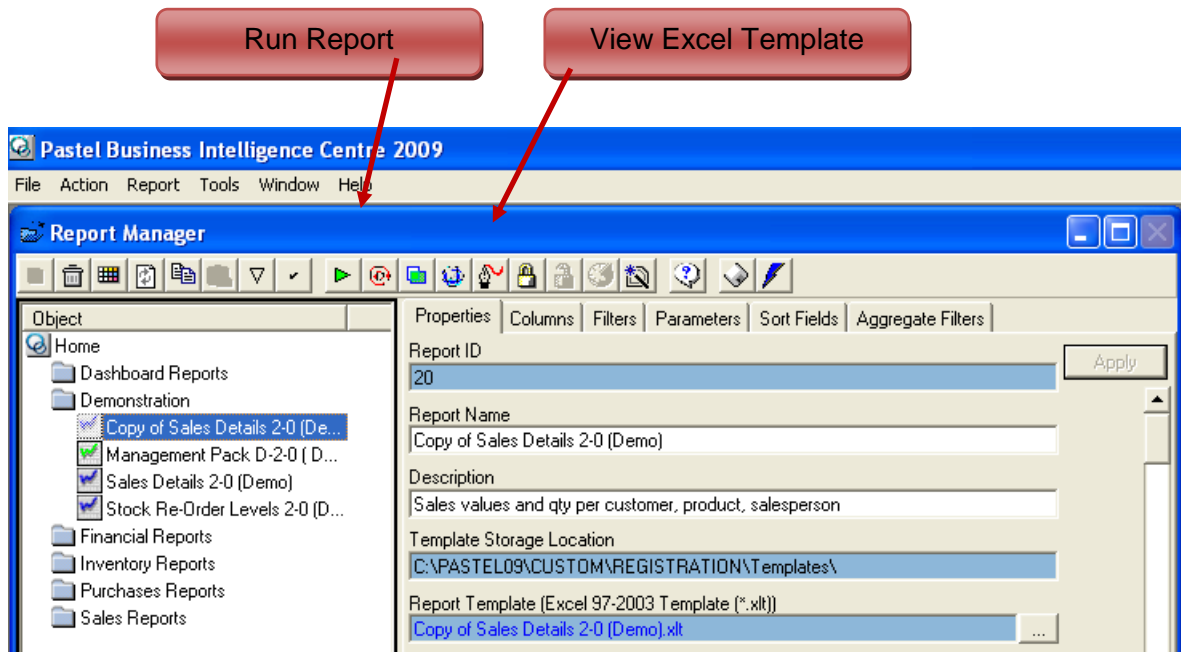 Run Report
View Excel Template
Pastel Business Intelligence Centre 2009
File Action Report Tools Window Help
Report Manager
Object
Home
Dashboard Reports
Demonstration
Copy of Sales Details 2-0 (De...
Management Pack D-2-0 ( D...
Sales Details 2-0 (Demo)
Stock Re-Order Levels 2-0 (D...
Financial Reports
Inventory Reports
Purchases Reports
Sales Reports
Properties Columns Filters Parameters Sort Fields Aggregate Filters
Report ID
20
Apply
Report Name
Copy of Sales Details 2-0 (Demo)
Description
Sales values and qty per customer, product, salesperson
Template Storage Location
C:\PASTEL09\CUSTOM\REGISTRATION\Templates\
Report Template (Excel 97-2003 Template (*.xlt))
Copy of Sales Details 2-0 (Demo).xlt
...